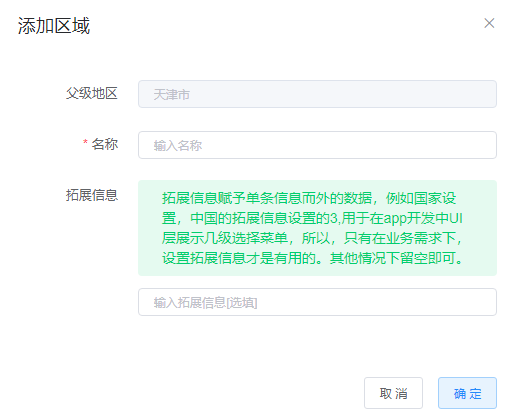 添加区域
父级地区
天津市
* 名称
输入名称
拓展信息
拓展信息赋予单条信息而外的数据，例如国家设
置，中国的拓展信息设置的3,用于在app开发中UI
层展示几级选择菜单，所以，只有在业务需求下，
设置拓展信息才是有用的。其他情况下留空即可。
输入拓展信息[选填]
取 消
确 定